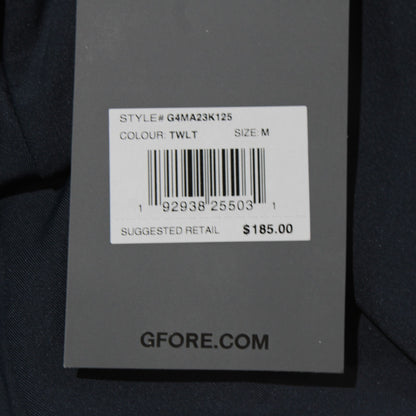 STYLE# G4MA23K125
COLOUR: TWLT SIZE: M
1 92938 25503 1
SUGGESTED RETAIL $185.00
GFORE.COM